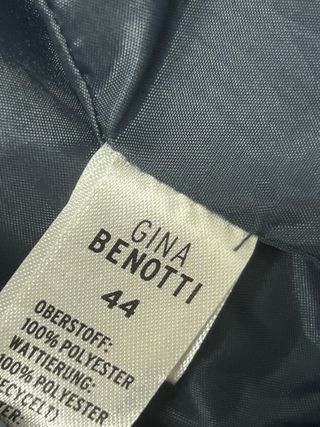 GINA
BENOTTI
44
OBERSTOFF:
100% POLYESTER
WATTIERUNG:
100% POLYESTER